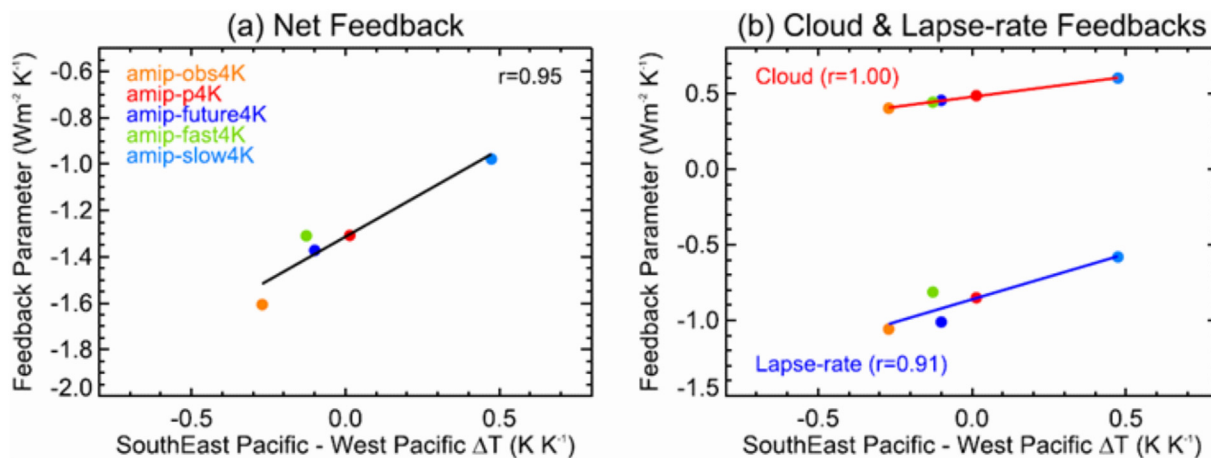 (a) Net Feedback
-0.6
-0.8
-1.0
-1.2
-1.4
-1.6
-1.8
-2.0
Feedback Parameter (Wm⁻² K⁻¹)
amip-obs4K
amip-p4K
amip-future4K
amip-fast4K
amip-slow4K
r=0.95
-0.5 0.0 0.5
SouthEast Pacific - West Pacific ΔT (K K⁻¹)
(b) Cloud & Lapse-rate Feedbacks
0.5
0.0
-0.5
-1.0
-1.5
Feedback Parameter (Wm⁻² K⁻¹)
Cloud (r=1.00)
Lapse-rate (r=0.91)
-0.5 0.0 0.5
SouthEast Pacific - West Pacific ΔT (K K⁻¹)